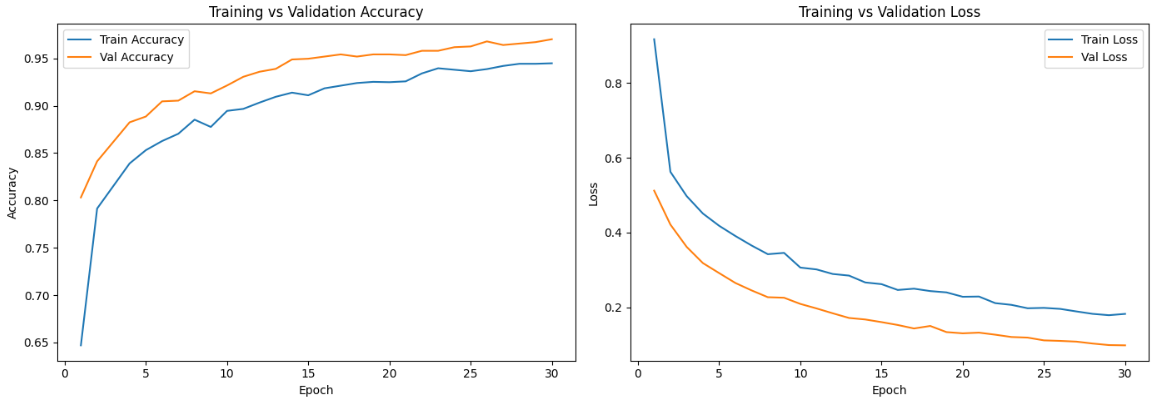 Training vs Validation Accuracy
Train Accuracy
Val Accuracy
0.95
0.90
0.85
0.80
0.75
0.70
0.65
Accuracy
0 5 10 15 20 25 30
Epoch
Training vs Validation Loss
Train Loss
Val Loss
0.8
0.6
0.4
0.2
Loss
0 5 10 15 20 25 30
Epoch